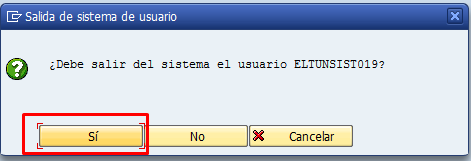 Salida de sistema de usuario
¿Debe salir del sistema el usuario ELTUNSIST019?
Sí No Cancelar